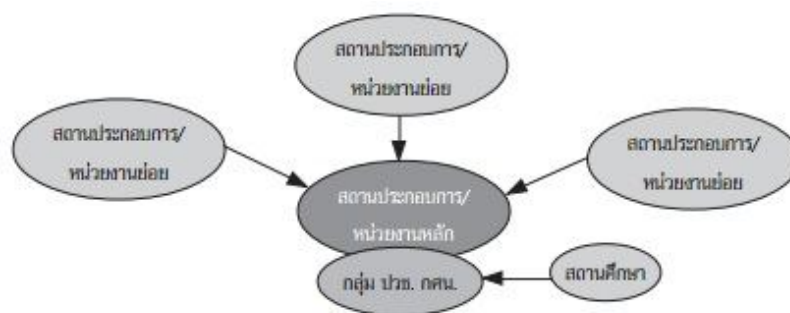 สถานประกอบการ/
หน่วยงานย่อย
สถานประกอบการ/
หน่วยงานย่อย
สถานประกอบการ/
หน่วยงานย่อย
สถานประกอบการ/
หน่วยงานหลัก
กลุ่ม ปวช. กศน.
สถานศึกษา